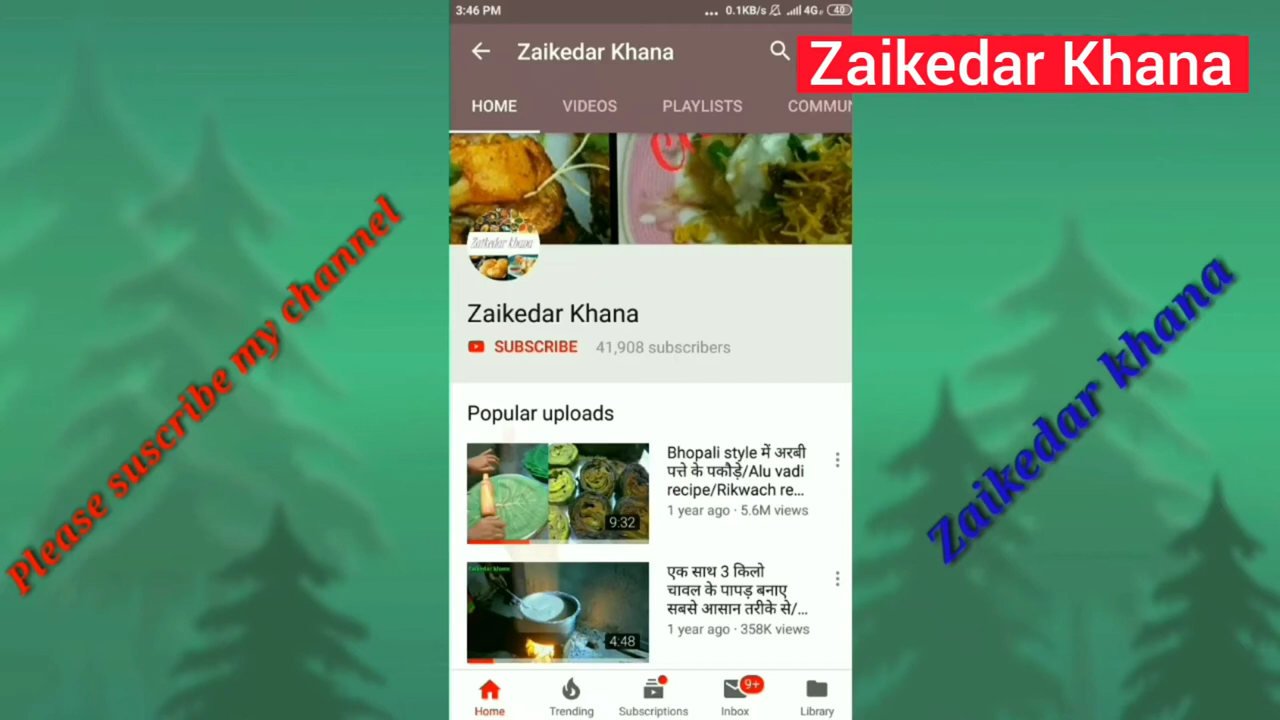 3:46 PM
... 0.1KB/s 4G 40
Zaikedar Khana
Zaikedar Khana
HOME VIDEOS PLAYLISTS COMMUN
Zaikedar Khana
Zaikedar Khana
SUBSCRIBE 41,908 subscribers
Please suscribe my channel
Zaikedar khana
Popular uploads
Bhopali style में अरबी
पत्ते के पकौड़े/Alu vadi
recipe/Rikwach re...
1 year ago · 5.6M views
9:32
Zaikedar Khana
एक साथ 3 किलो
चावल के पापड़ बनाए
सबसे आसान तरीके से/...
1 year ago · 358K views
4:48
9+
Home Trending Subscriptions Inbox Library